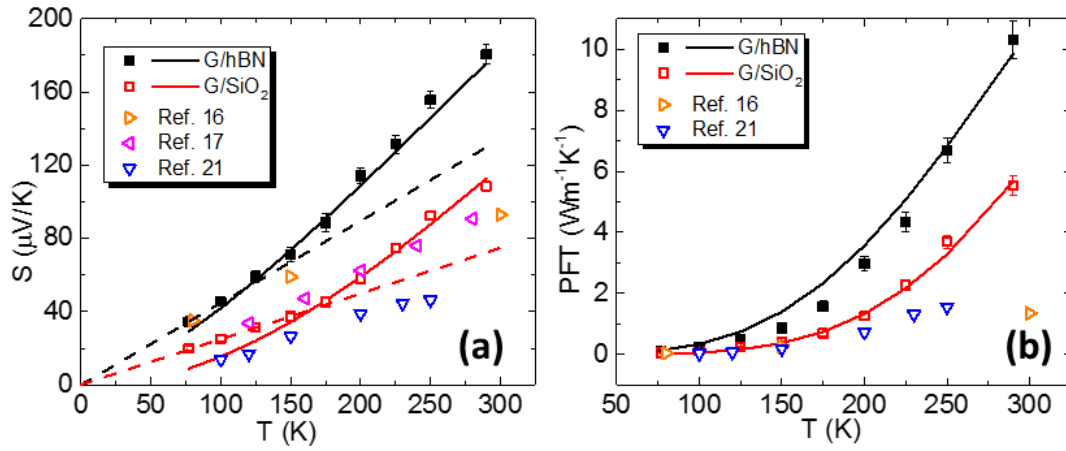 200
160
120
80
40
0
S (μV/K)
G/hBN
G/SiO₂
Ref. 16
Ref. 17
Ref. 21
(a)
0 50 100 150 200 250 300
T (K)
10
8
6
4
2
0
PFT (Wm⁻¹K⁻¹)
G/hBN
G/SiO₂
Ref. 16
Ref. 21
(b)
50 100 150 200 250 300
T (K)